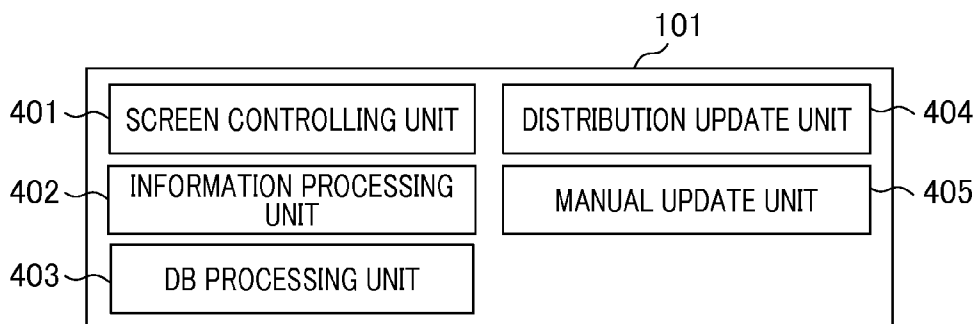 101
401 SCREEN CONTROLLING UNIT DISTRIBUTION UPDATE UNIT 404
402 INFORMATION PROCESSING
UNIT
MANUAL UPDATE UNIT 405
403 DB PROCESSING UNIT